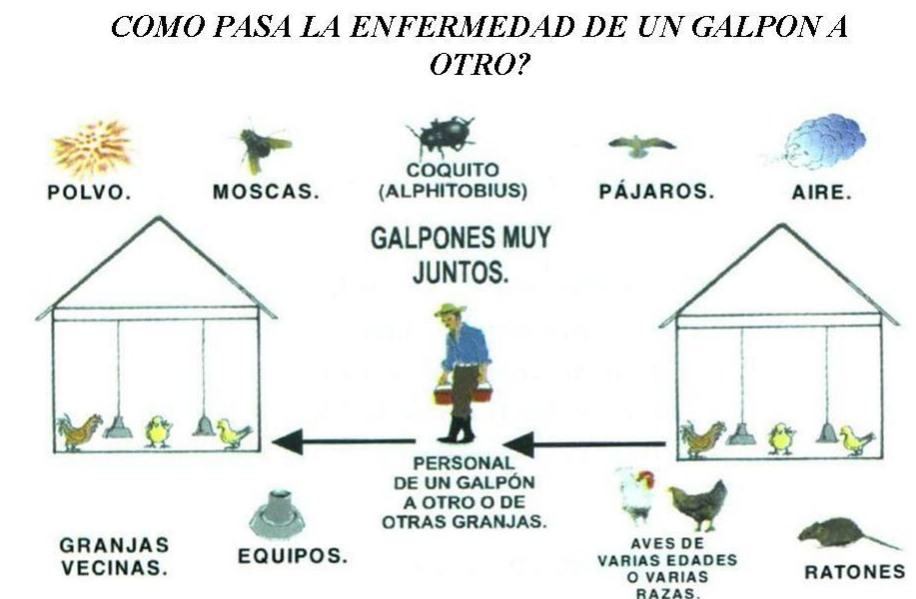 COMO PASA LA ENFERMEDAD DE UN GALPON A
OTRO?
POLVO.
MOSCAS.
COQUITO
(ALPHITOBIUS)
PÁJAROS.
AIRE.
GALPONES MUY
JUNTOS.
PERSONAL
DE UN GALPÓN
A OTRO O DE
OTRAS GRANJAS.
GRANJAS
VECINAS.
EQUIPOS.
AVES DE
VARIAS EDADES
O VARIAS
RAZAS.
RATONES